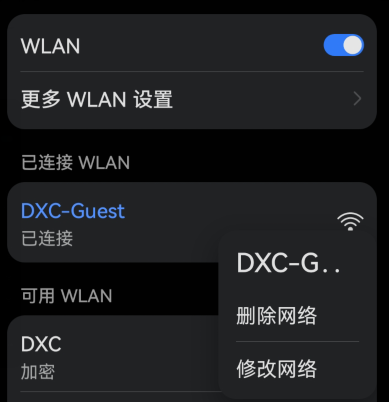 WLAN
更多 WLAN 设置
已连接 WLAN
DXC-Guest
已连接
DXC-G..
删除网络
修改网络
可用 WLAN
DXC
加密